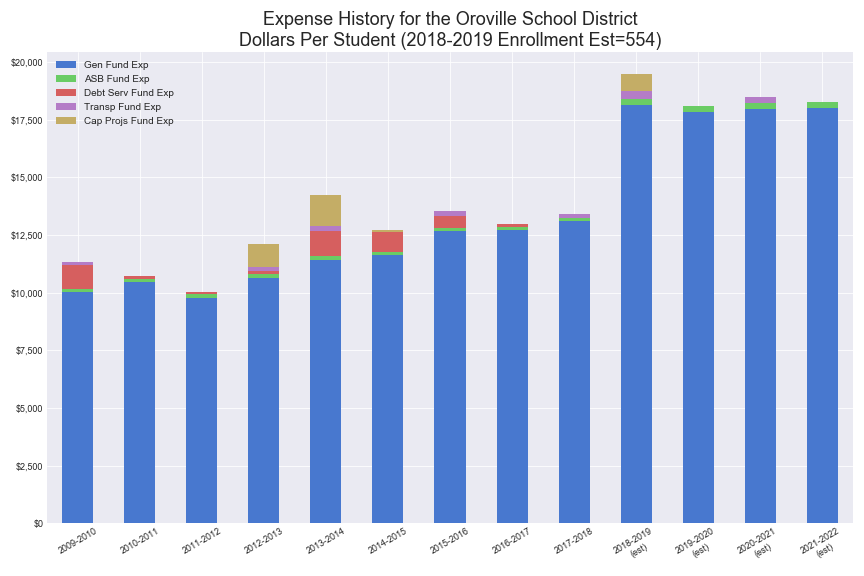 Expense History for the Oroville School District
Dollars Per Student (2018-2019 Enrollment Est=554)
Gen Fund Exp
ASB Fund Exp
Debt Serv Fund Exp
Transp Fund Exp
Cap Projs Fund Exp
$20,000
$17,500
$15,000
$12,500
$10,000
$7,500
$5,000
$2,500
$0
2009-2010
2010-2011
2011-2012
2012-2013
2013-2014
2014-2015
2015-2016
2016-2017
2017-2018
2018-2019
(est)
2019-2020
(est)
2020-2021
(est)
2021-2022
(est)